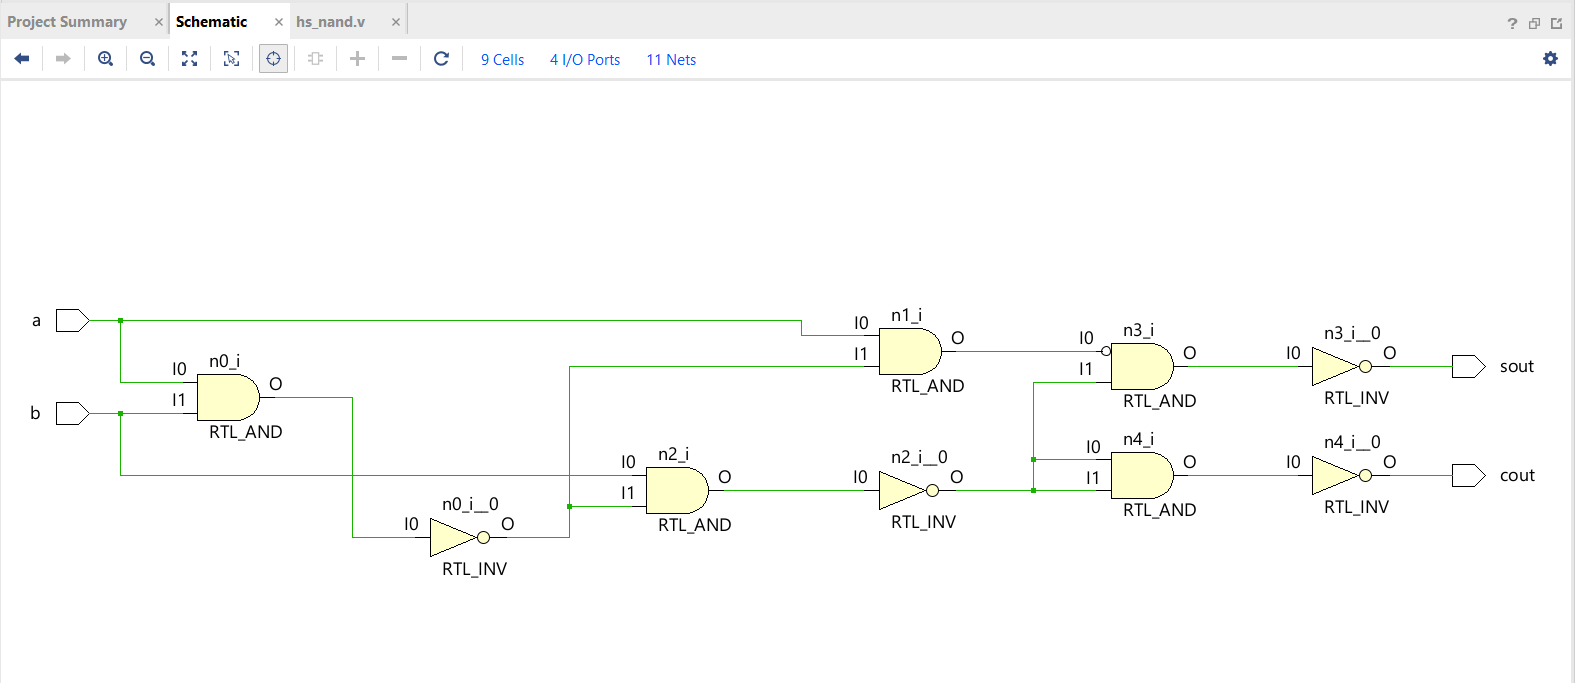 Project Summary × Schematic × hs_nand.v ×
?
9 Cells 4 I/O Ports 11 Nets
a
b
I0
I1
n0_i
O
RTL_AND
I0
n0_i__0
O
RTL_INV
I0
I1
n2_i
O
RTL_AND
I0
I1
n1_i
O
RTL_AND
I0
n2_i__0
O
RTL_INV
I0
I1
n3_i
O
RTL_AND
I0
I1
n4_i
O
RTL_AND
I0
n3_i__0
O
RTL_INV
I0
n4_i__0
O
RTL_INV
sout
cout